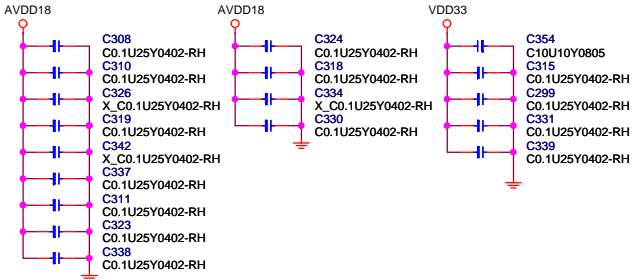 AVDD18
C308
C0.1U25Y0402-RH
C310
C0.1U25Y0402-RH
C326
X_C0.1U25Y0402-RH
C319
C0.1U25Y0402-RH
C342
X_C0.1U25Y0402-RH
C337
C0.1U25Y0402-RH
C311
C0.1U25Y0402-RH
C323
C0.1U25Y0402-RH
C338
C0.1U25Y0402-RH
AVDD18
C324
C0.1U25Y0402-RH
C318
C0.1U25Y0402-RH
C334
X_C0.1U25Y0402-RH
C330
C0.1U25Y0402-RH
VDD33
C354
C10U10Y0805
C315
C0.1U25Y0402-RH
C299
C0.1U25Y0402-RH
C331
C0.1U25Y0402-RH
C339
C0.1U25Y0402-RH